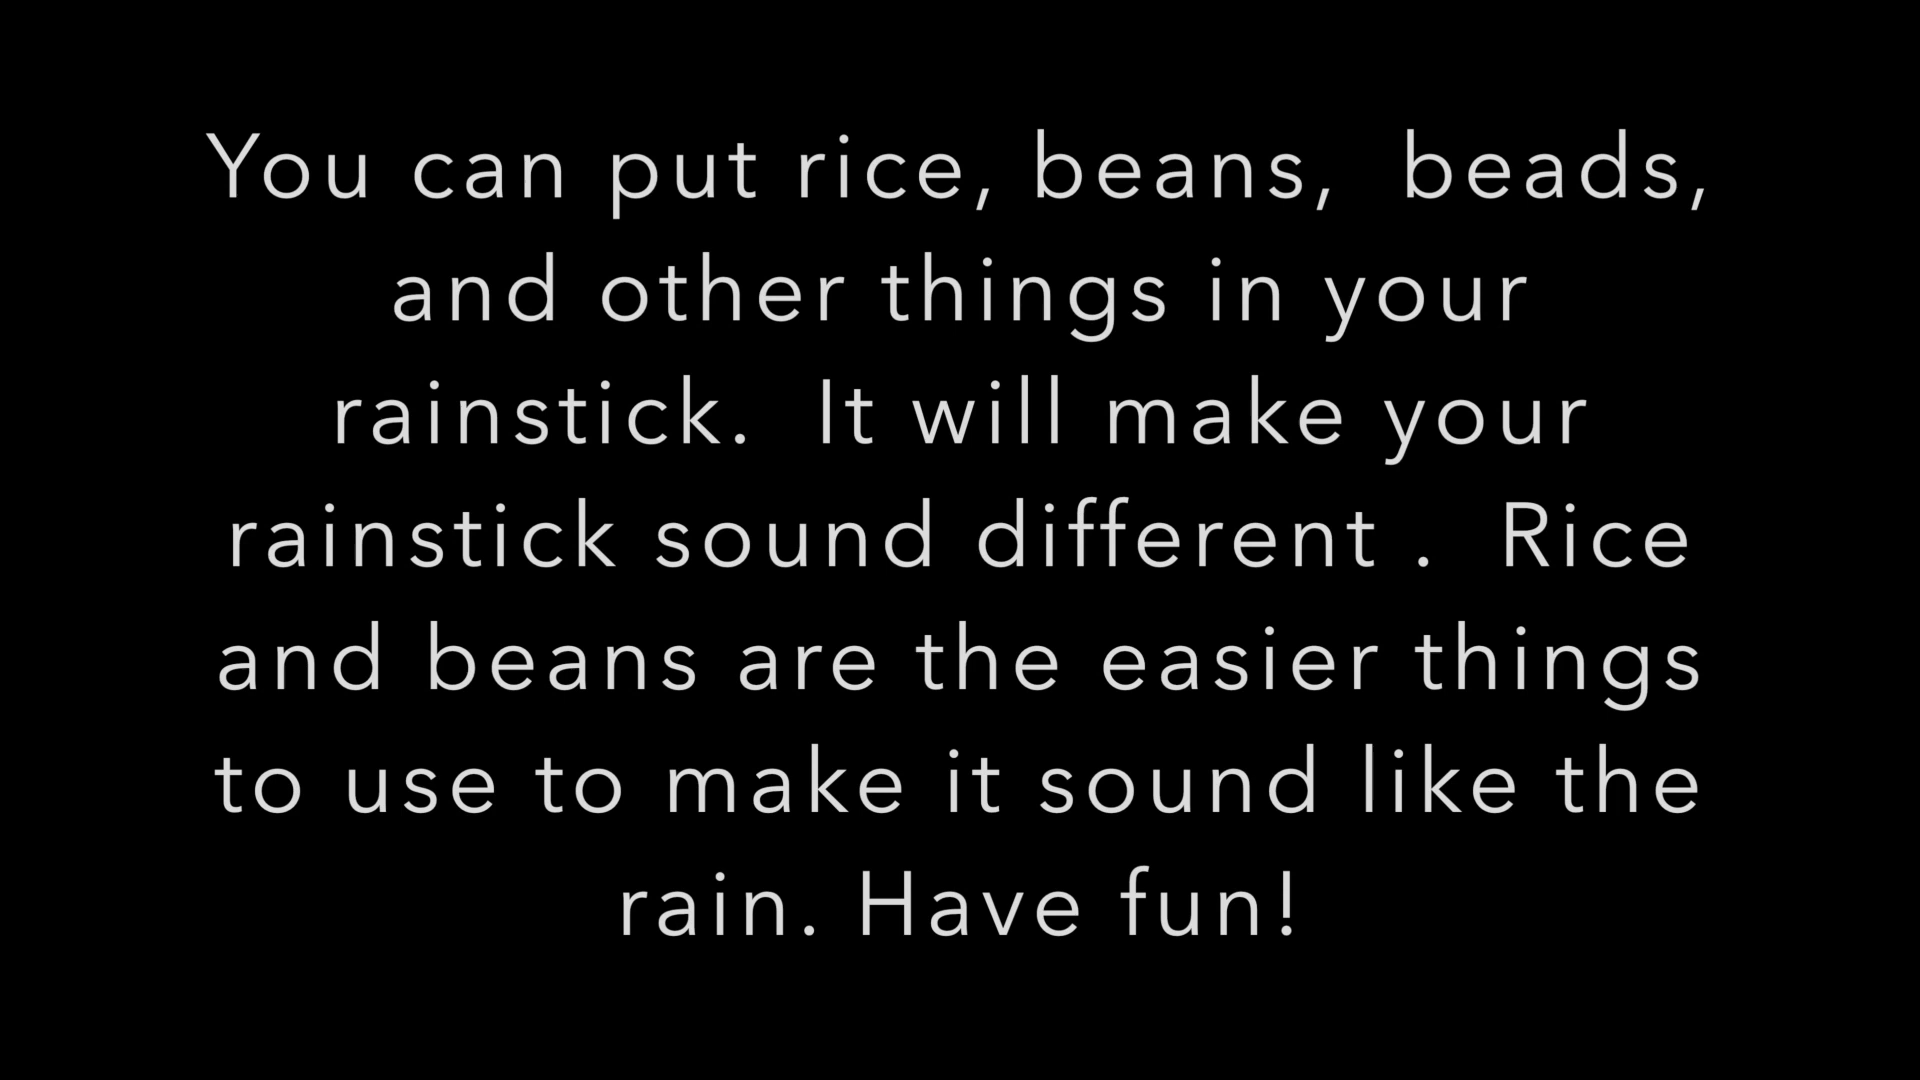 You can put rice, beans,  beads,
and other things in your
rainstick.  It will make your
rainstick sound different .  Rice
and beans are the easier things
to use to make it sound like the
rain. Have fun!